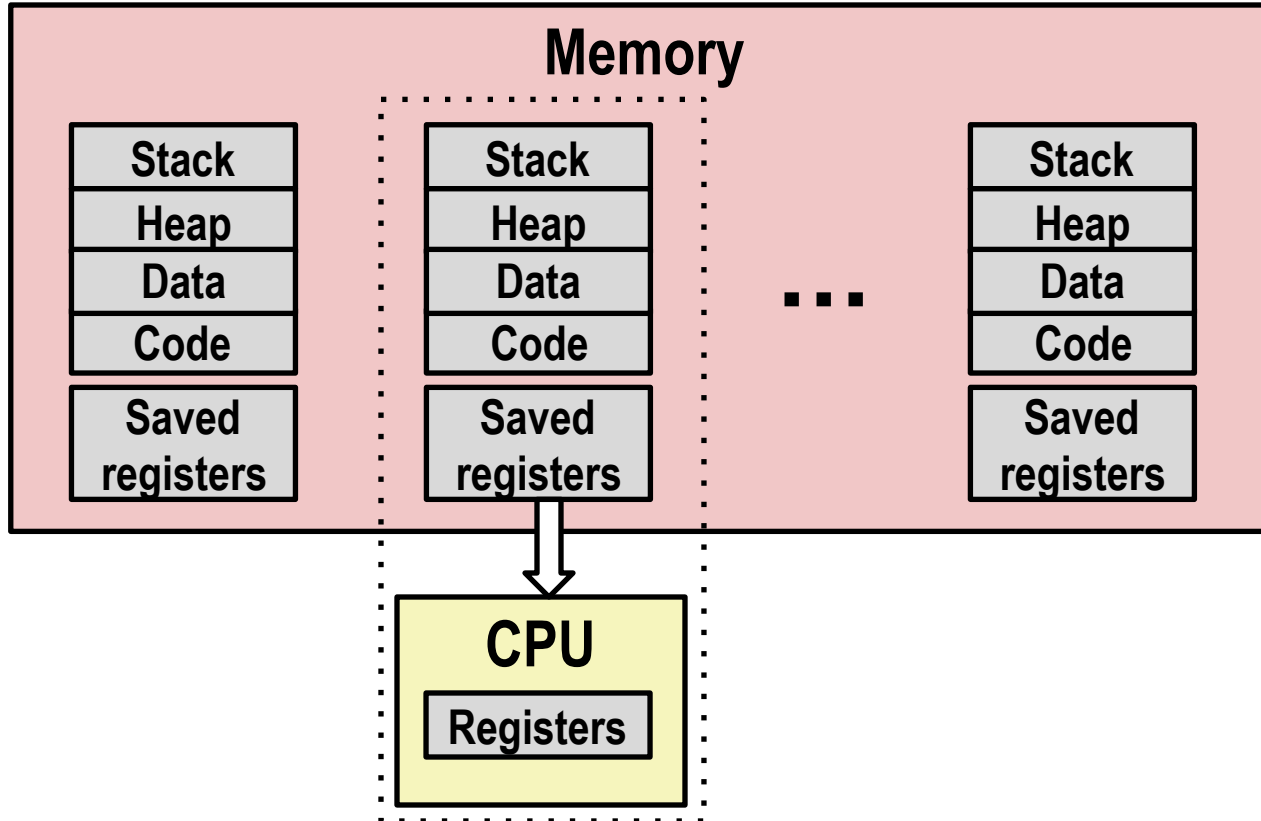 Memory
Stack
Heap
Data
Code
Saved
registers
Stack
Heap
Data
Code
Saved
registers
...
Stack
Heap
Data
Code
Saved
registers
CPU
Registers